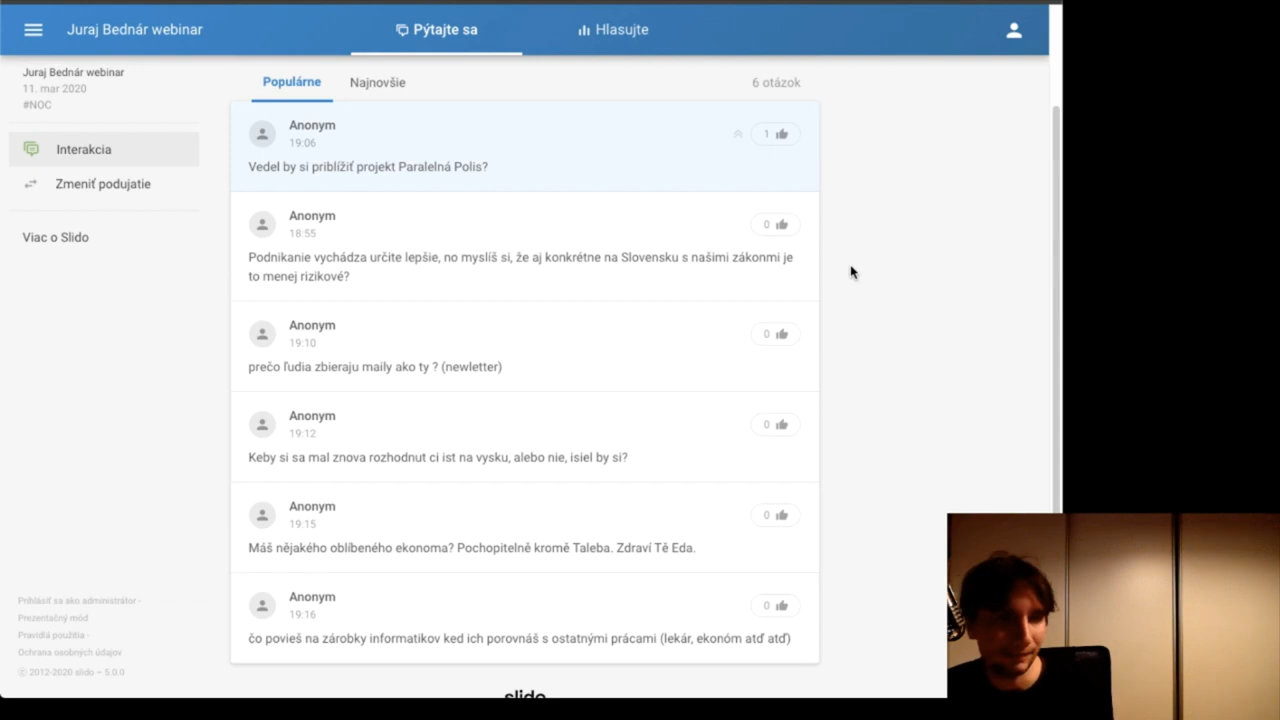 Juraj Bednár webinar
Pýtajte sa
Hlasujte
Juraj Bednár webinar
11. mar 2020
#NOC
Interakcia
Zmeniť podujatie
Viac o Slido
Populárne
Najnovšie
6 otázok
Anonym
19:06
1
Vedel by si priblížiť projekt Paralelná Polis?
Anonym
18:55
0
Podnikanie vychádza určite lepšie, no myslíš si, že aj konkrétne na Slovensku s našimi zákonmi je
to menej rizikové?
Anonym
19:10
0
prečo ľudia zbieraju maily ako ty ? (newletter)
Anonym
19:12
0
Keby si sa mal znova rozhodnut ci ist na vysku, alebo nie, isiel by si?
Anonym
19:15
0
Máš nějakého oblíbeného ekonoma? Pochopitelně kromě Taleba. Zdraví Tě Eda.
Anonym
19:16
0
čo povieš na zárobky informatikov ked ich porovnáš s ostatnými prácami (lekár, ekonóm atď atď)
Prihlásiť sa ako administrátor -
Prezentačný mód
Pravidlá použitia -
Ochrana osobných údajov
© 2012-2020 slido – 5.0.0
slido